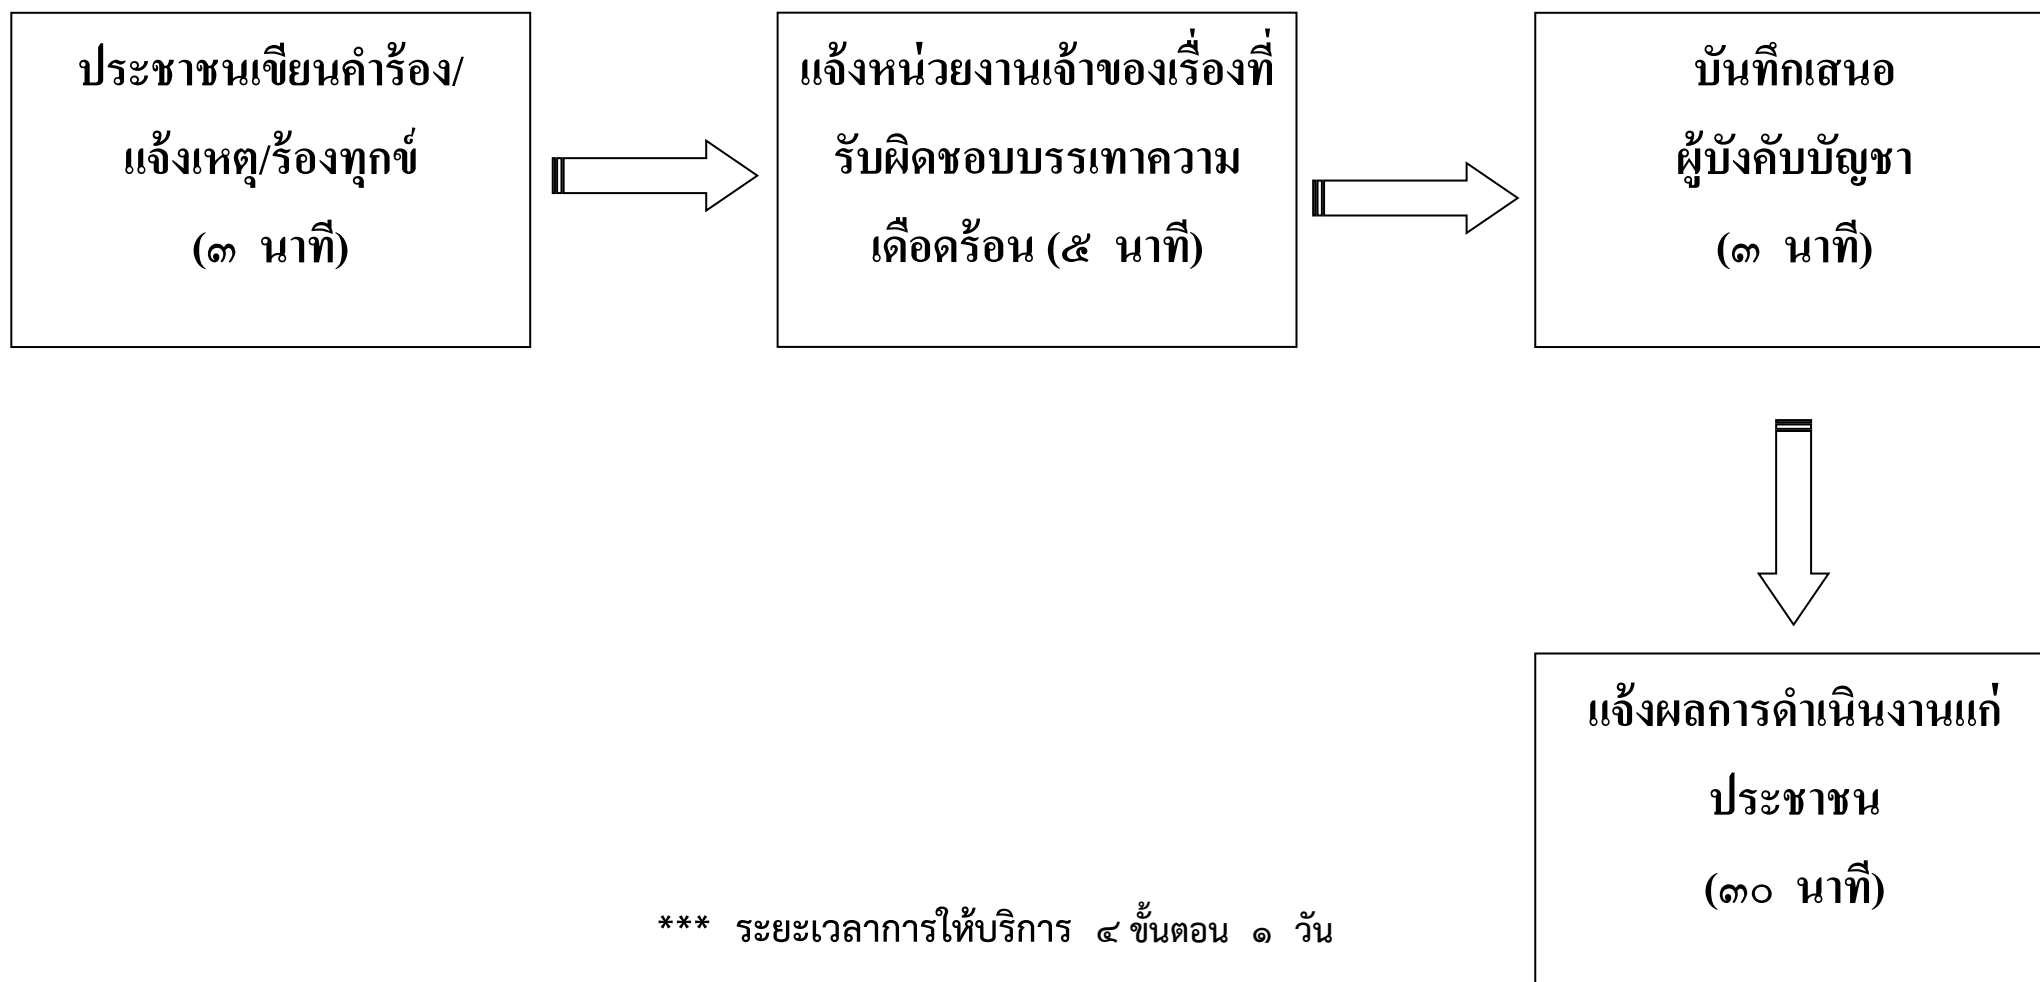 ประชาชนเขียนคำร้อง/
แจ้งเหตุ/ร้องทุกข์
(๓ นาที)
แจ้งหน่วยงานเจ้าของเรื่องที่
รับผิดชอบบรรเทาความ
เดือดร้อน (๕ นาที)
บันทึกเสนอ
ผู้บังคับบัญชา
(๓ นาที)
แจ้งผลการดำเนินงานแก่
ประชาชน
(๓๐ นาที)
*** ระยะเวลาการให้บริการ ๔ ขั้นตอน ๑ วัน